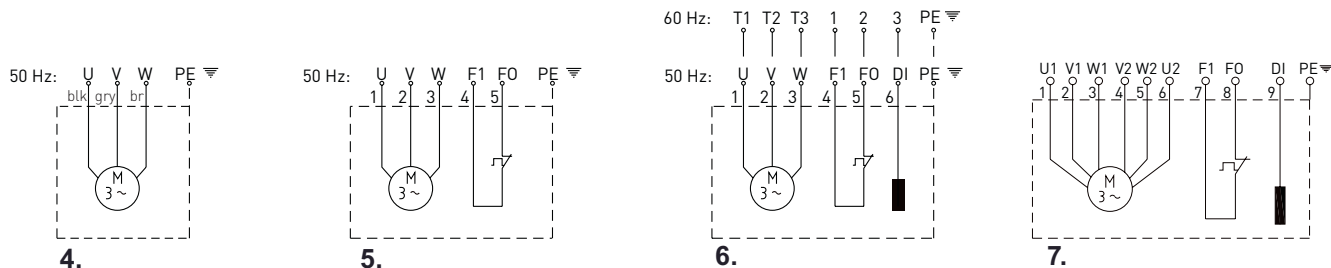 60 Hz: T1 T2 T3 1 2 3 PE
50 Hz: U V W PE
50 Hz: U V W F1 F0 PE
50 Hz: U V W F1 F0 DI PE
U1 V1 W1 V2 W2 U2 F1 F0 DI PE
blk gry br
1 2 3 4 5
1 2 3 4 5 6
1 2 3 4 5 6 7 8 9
M
3 ~
M
3 ~
M
3 ~
M
3 ~
4.
5.
6.
7.